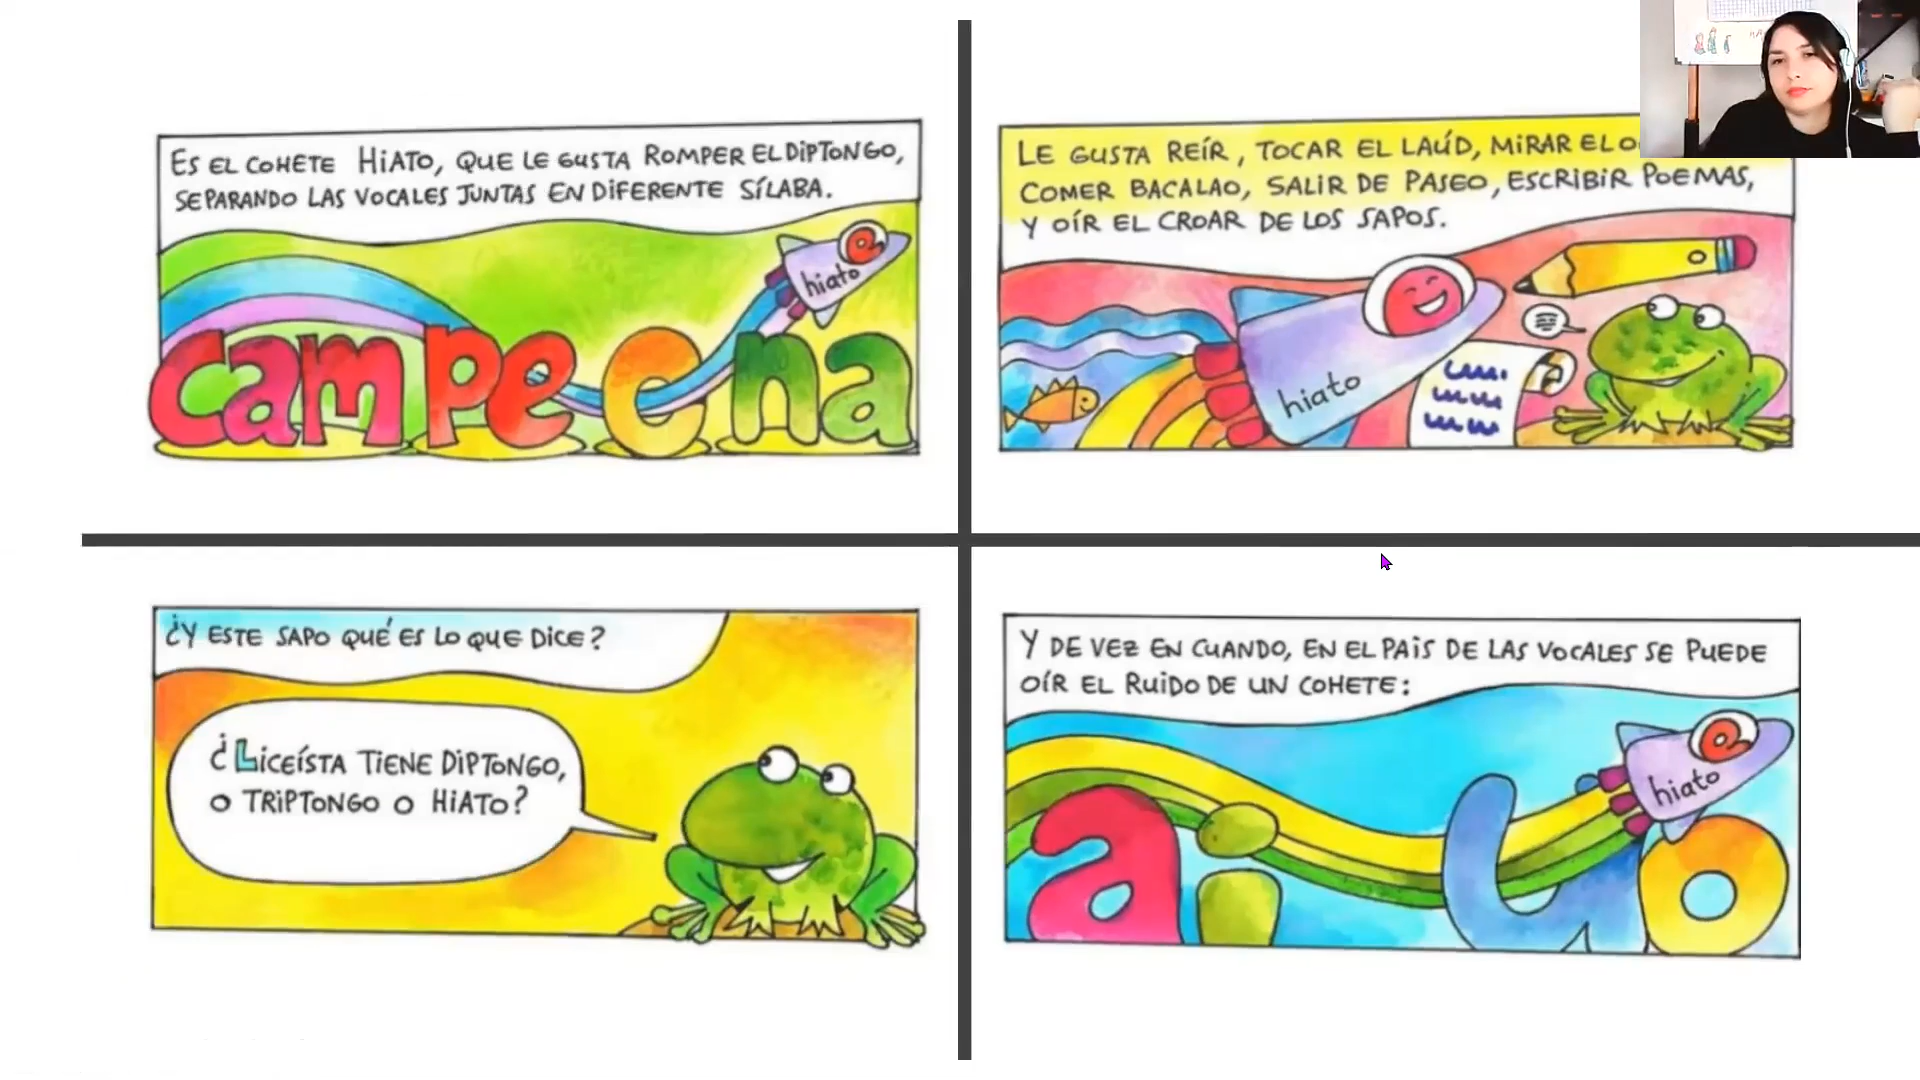 ES EL COHETE HIATO, QUE LE GUSTA ROMPER EL DIPTONGO,
SEPARANDO LAS VOCALES JUNTAS EN DIFERENTE SÍLABA.
hiato
campeona
LE GUSTA REÍR, TOCAR EL LAÚD, MIRAR EL
COMER BACALAO, SALIR DE PASEO, ESCRIBIR POEMAS,
Y OÍR EL CROAR DE LOS SAPOS.
hiato
¿Y ESTE SAPO QUÉ ES LO QUE DICE?
¿LICEÍSTA TIENE DIPTONGO,
O TRIPTONGO O HIATO?
Y DE VEZ EN CUANDO, EN EL PAIS DE LAS VOCALES SE PUEDE
OÍR EL RUIDO DE UN COHETE:
hiato
a i u o